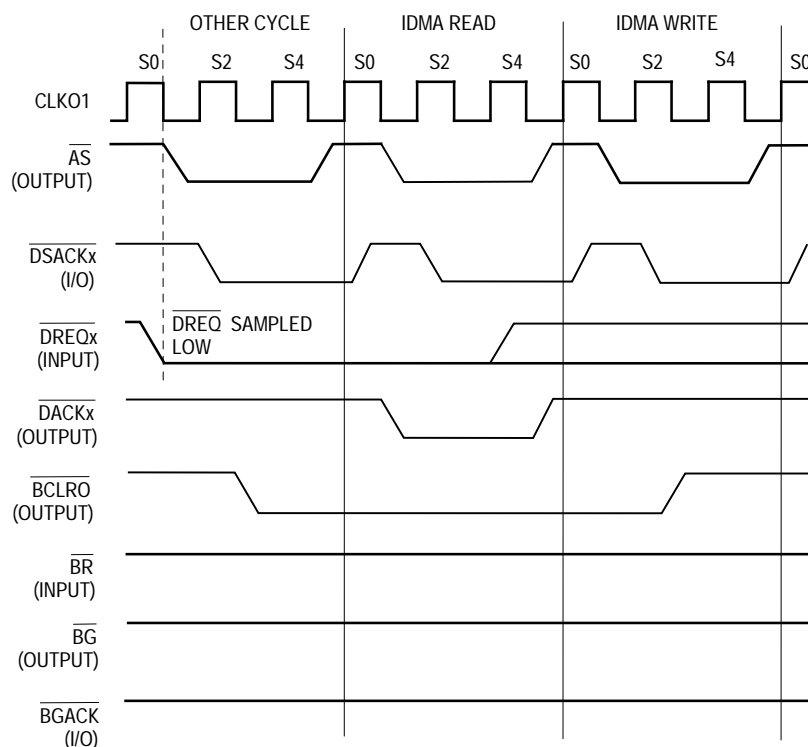 OTHER CYCLE IDMA READ IDMA WRITE
S0 S2 S4 S0 S2 S4 S0 S2 S4 S0
CLKO1
AS
(OUTPUT)
DSACKx
(I/O)
DREQx
(INPUT)
DREQ SAMPLED
LOW
DACKx
(OUTPUT)
BCLRO
(OUTPUT)
BR
(INPUT)
BG
(OUTPUT)
BGACK
(I/O)